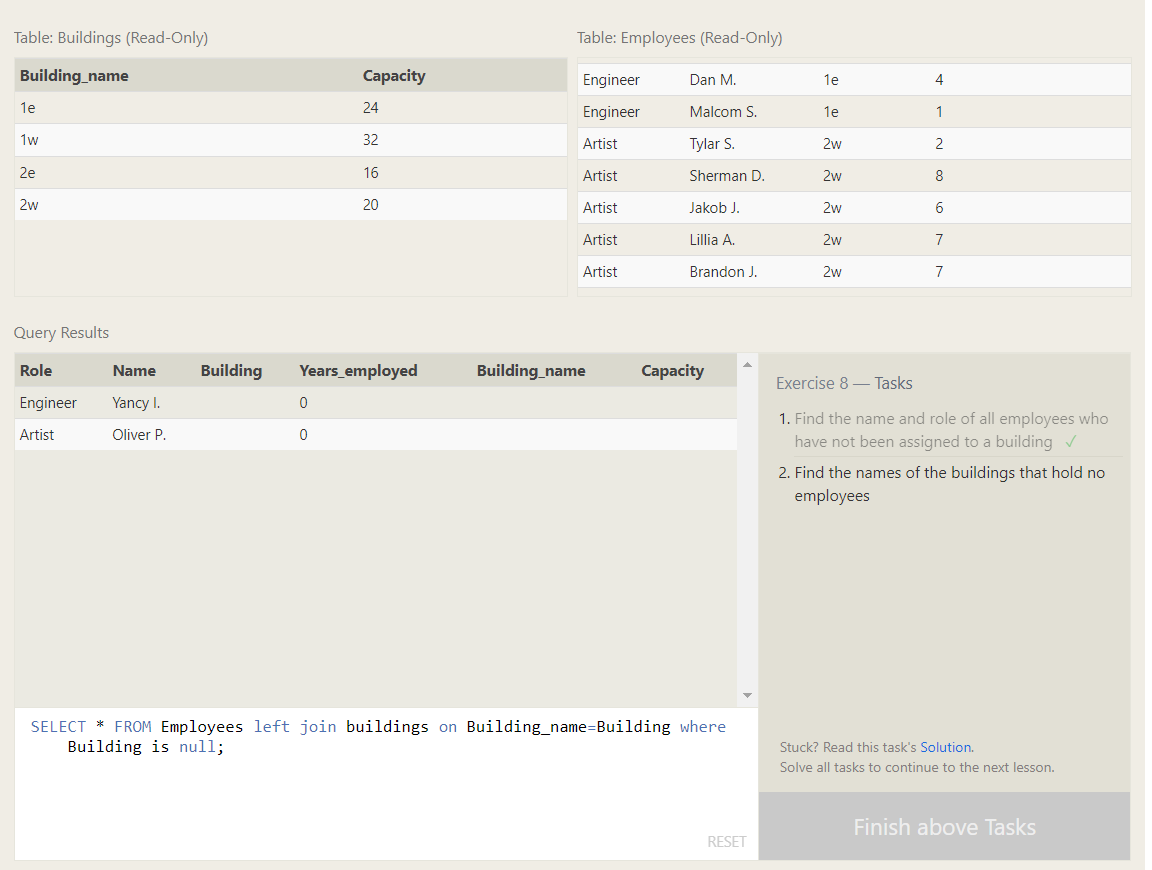 Table: Buildings (Read-Only)
Building_name Capacity
1e 24
1w 32
2e 16
2w 20
Table: Employees (Read-Only)
Engineer Dan M. 1e 4
Engineer Malcom S. 1e 1
Artist Tylar S. 2w 2
Artist Sherman D. 2w 8
Artist Jakob J. 2w 6
Artist Lillia A. 2w 7
Artist Brandon J. 2w 7
Query Results
Role Name Building Years_employed Building_name Capacity
Engineer Yancy I. 0
Artist Oliver P. 0
SELECT * FROM Employees left join buildings on Building_name=Building where
Building is null;
RESET
Exercise 8 — Tasks
1. Find the name and role of all employees who
have not been assigned to a building ✓
2. Find the names of the buildings that hold no
employees
Stuck? Read this task's Solution.
Solve all tasks to continue to the next lesson.
Finish above Tasks